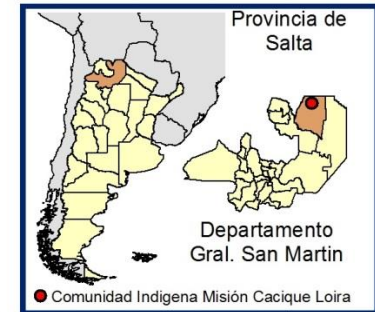 Provincia de
Salta
Departamento
Gral. San Martin
Comunidad Indigena Misión Cacique Loira